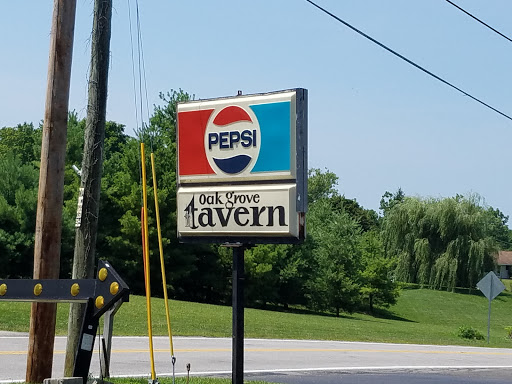 PEPSI
Oak grove
tavern